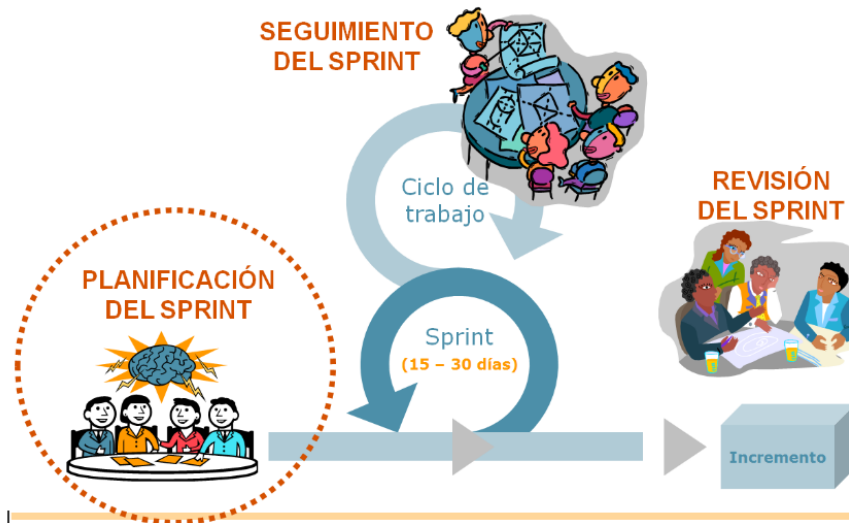 SEGUIMIENTO
DEL SPRINT
Ciclo de
trabajo
REVISIÓN
DEL SPRINT
PLANIFICACIÓN
DEL SPRINT
Sprint
(15 – 30 días)
Incremento